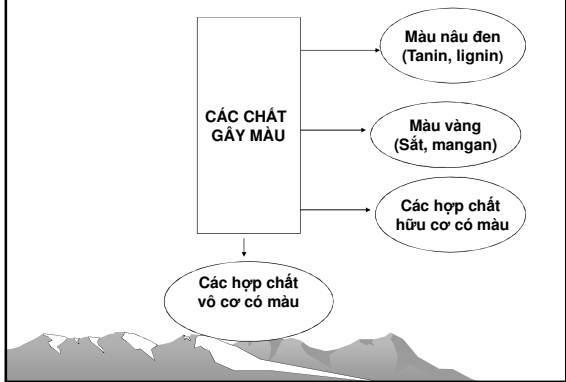 Màu nâu đen
(Tanin, lignin)
CÁC CHẤT
GÂY MÀU
Màu vàng
(Sắt, mangan)
Các hợp chất
hữu cơ có màu
Các hợp chất
vô cơ có màu